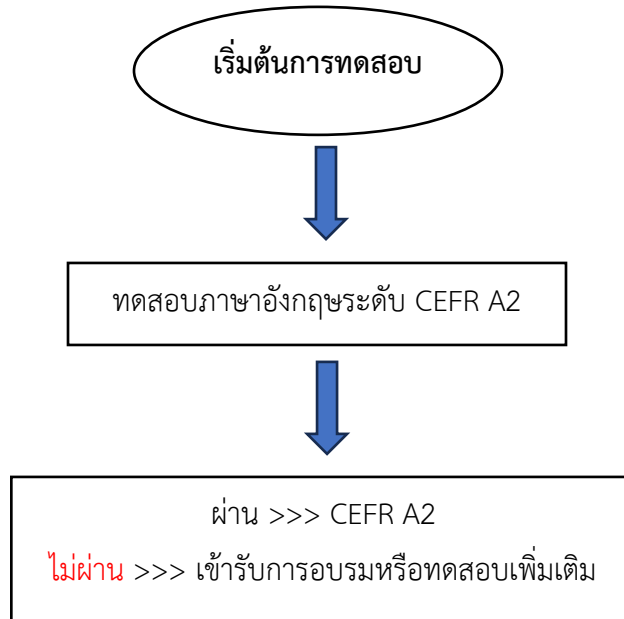 เริ่มต้นการทดสอบ
ทดสอบภาษาอังกฤษระดับ CEFR A2
ผ่าน >>> CEFR A2
ไม่ผ่าน >>> เข้ารับการอบรมหรือทดสอบเพิ่มเติม